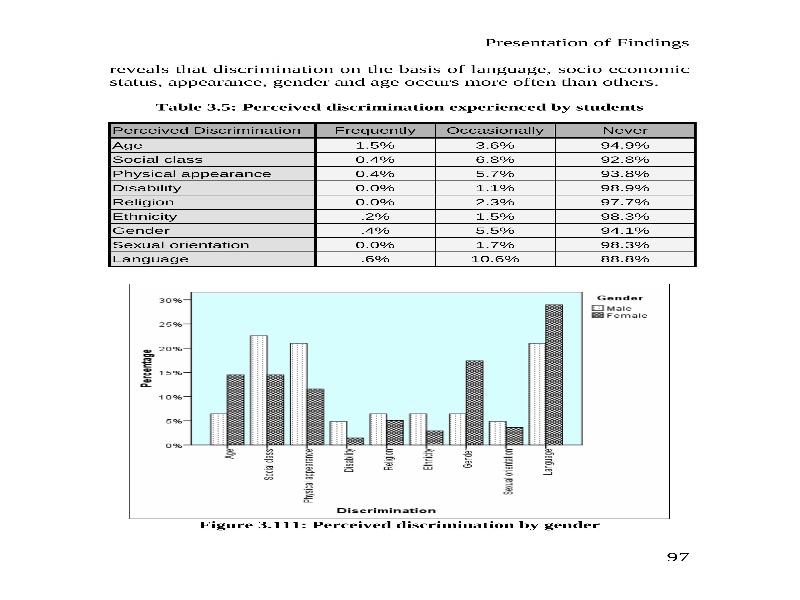 Presentation of Findings
reveals that discrimination on the basis of language, socio economic
status, appearance, gender and age occurs more often than others.
Table 3.5: Perceived discrimination experienced by students
Perceived Discrimination Frequently Occasionally Never
Age 1.5% 3.6% 94.9%
Social class 0.4% 6.8% 92.8%
Physical appearance 0.4% 5.7% 93.8%
Disability 0.0% 1.1% 98.9%
Religion 0.0% 2.3% 97.7%
Ethnicity .2% 1.5% 98.3%
Gender .4% 5.5% 94.1%
Sexual orientation 0.0% 1.7% 98.3%
Language .6% 10.6% 88.8%
Gender
Male
Female
Percentage
30%
25%
20%
15%
10%
5%
0%
Age
Social class
Physical appearance
Disability
Religion
Ethnicity
Gender
Sexual orientation
Language
Discrimination
Figure 3.111: Perceived discrimination by gender
97